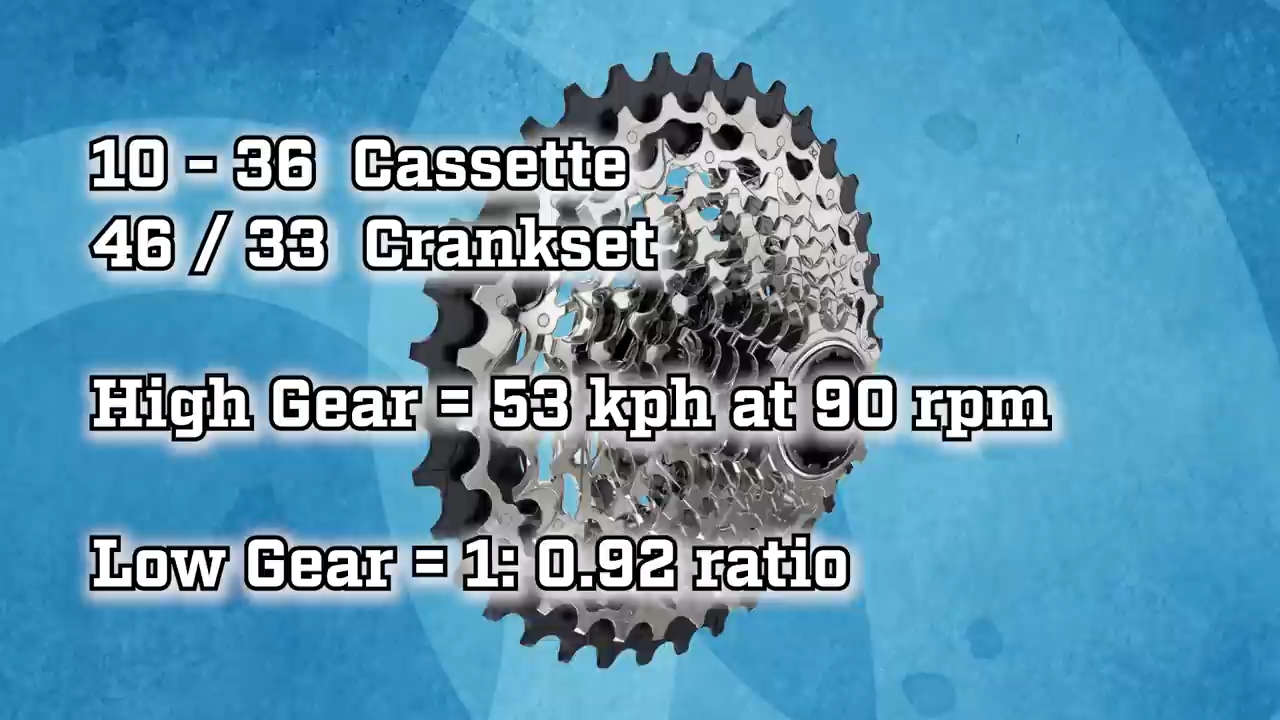 10 - 36 Cassette
46 / 33 Crankset
High Gear = 53 kph at 90 rpm
Low Gear = 1: 0.92 ratio